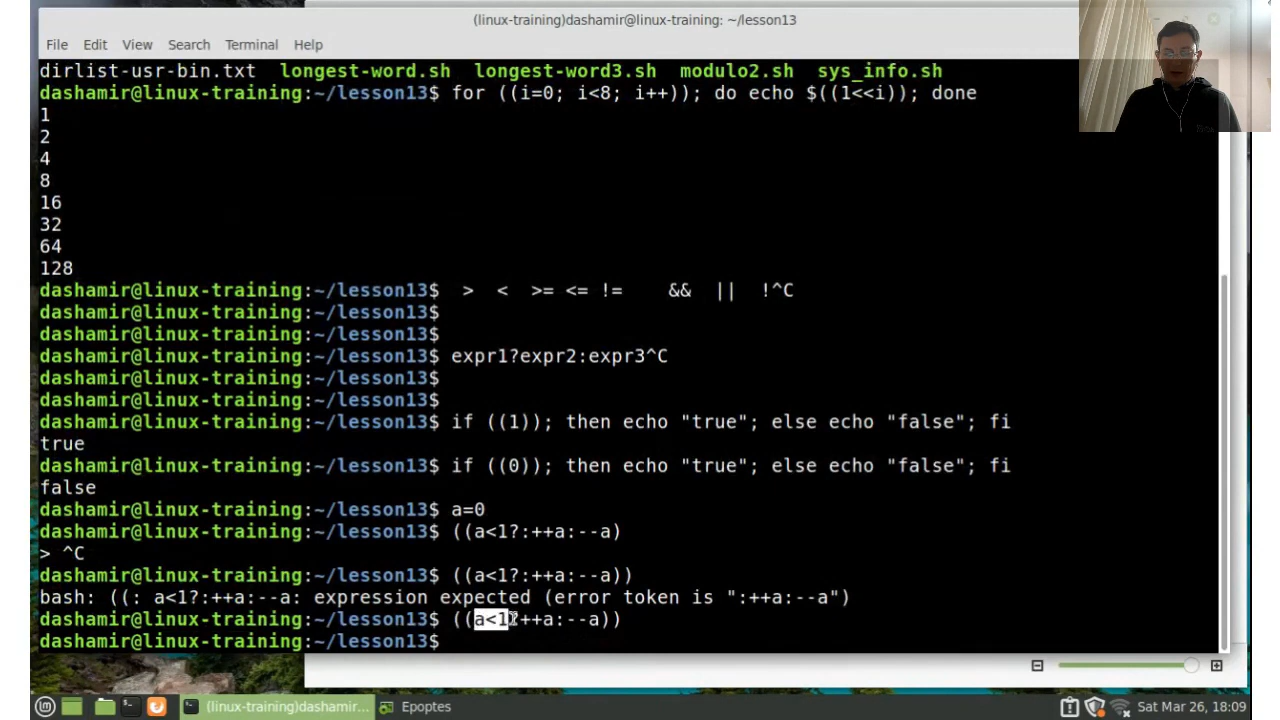 (linux-training)dashamir@linux-training: ~/lesson13
File Edit View Search Terminal Help
dirlist-usr-bin.txt longest-word.sh longest-word3.sh modulo2.sh sys_info.sh
dashamir@linux-training:~/lesson13$ for ((i=0; i<8; i++)); do echo $((1<<i)); done
1
2
4
8
16
32
64
128
dashamir@linux-training:~/lesson13$  >  <  >= <= !=    &&  ||  !^C
dashamir@linux-training:~/lesson13$
dashamir@linux-training:~/lesson13$
dashamir@linux-training:~/lesson13$ expr1?expr2:expr3^C
dashamir@linux-training:~/lesson13$
dashamir@linux-training:~/lesson13$
dashamir@linux-training:~/lesson13$ if ((1)); then echo "true"; else echo "false"; fi
true
dashamir@linux-training:~/lesson13$ if ((0)); then echo "true"; else echo "false"; fi
false
dashamir@linux-training:~/lesson13$ a=0
dashamir@linux-training:~/lesson13$ ((a<1?:++a:--a)
> ^C
dashamir@linux-training:~/lesson13$ ((a<1?:++a:--a))
bash: ((: a<1?:++a:--a: expression expected (error token is ":++a:--a")
dashamir@linux-training:~/lesson13$ ((a<1?++a:--a))
dashamir@linux-training:~/lesson13$
(linux-training)dashamir... Epoptes Sat Mar 26, 18:09